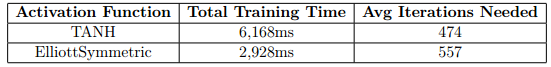 Activation Function Total Training Time Avg Iterations Needed
TANH 6,168ms 474
ElliottSymmetric 2,928ms 557